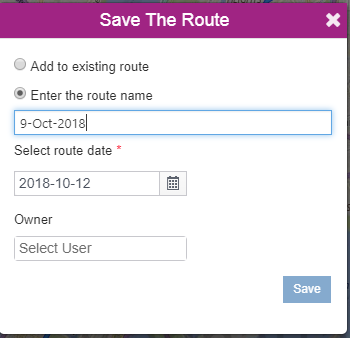 Save The Route
Add to existing route
Enter the route name
9-Oct-2018
Select route date *
2018-10-12
Owner
Select User
Save